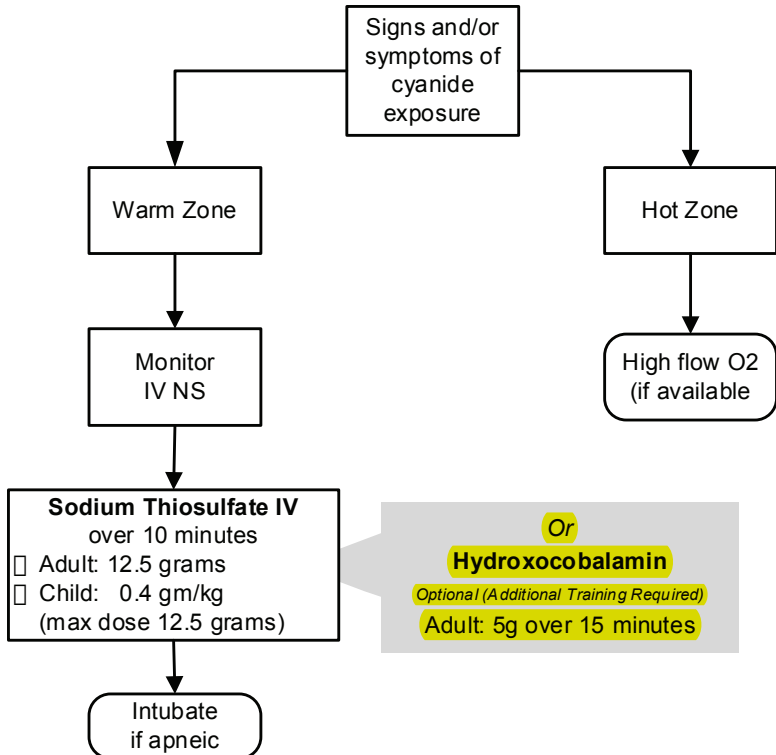 Signs and/or
symptoms of
cyanide
exposure
Warm Zone
Hot Zone
Monitor
IV NS
High flow O2
(if available
Sodium Thiosulfate IV
over 10 minutes
Adult: 12.5 grams
Child: 0.4 gm/kg
(max dose 12.5 grams)
Or
Hydroxocobalamin
Optional (Additional Training Required)
Adult: 5g over 15 minutes
Intubate
if apneic